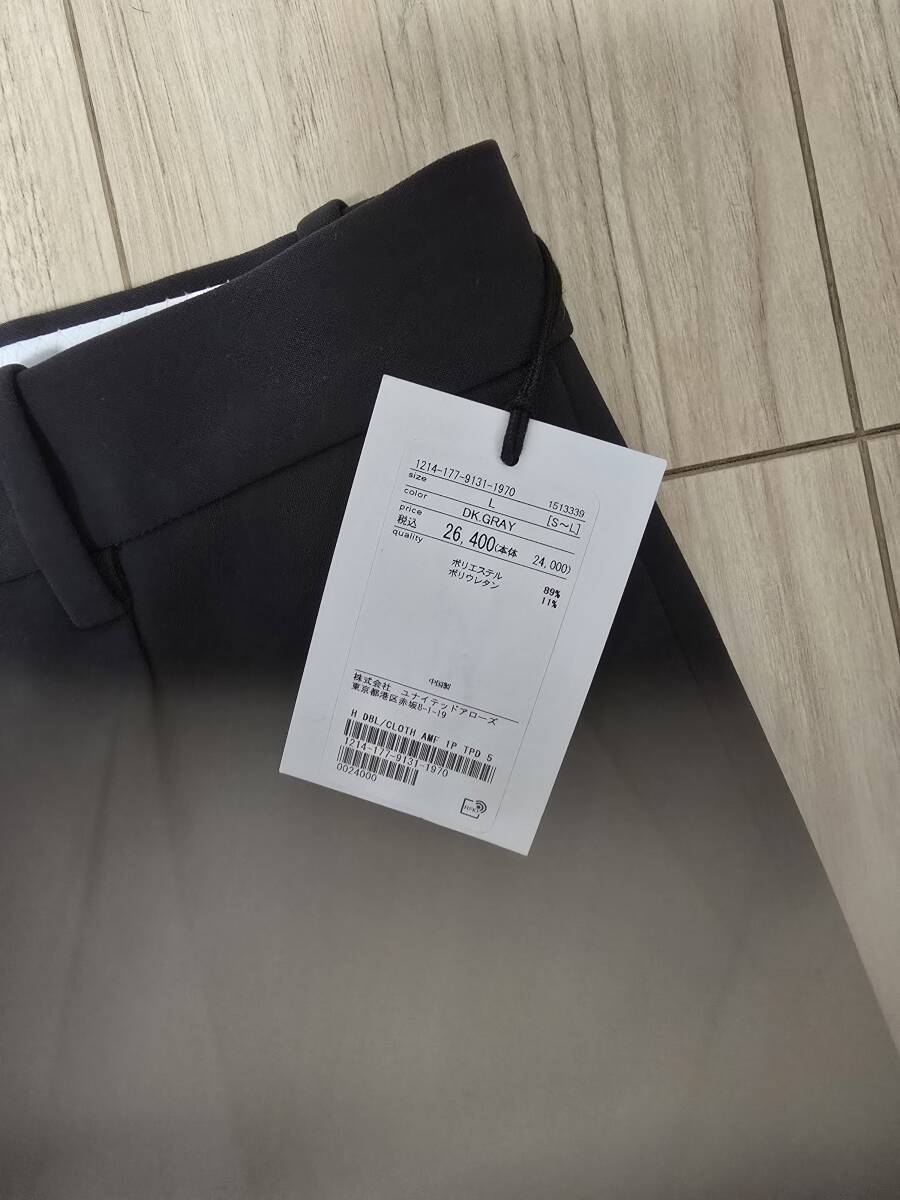 1214-177-9131-1970 1513339
size L [S~L]
color DK.GRAY
price 税込 26,400(本体 24,000)
quality
ポリエステル 89%
ポリウレタン 11%
中国製
株式会社 ユナイテッドアローズ
東京都港区赤坂8-1-19
H DBL/CLOTH AMF 1P TPD 5
1214-177-9131-1970
0024000
RFID